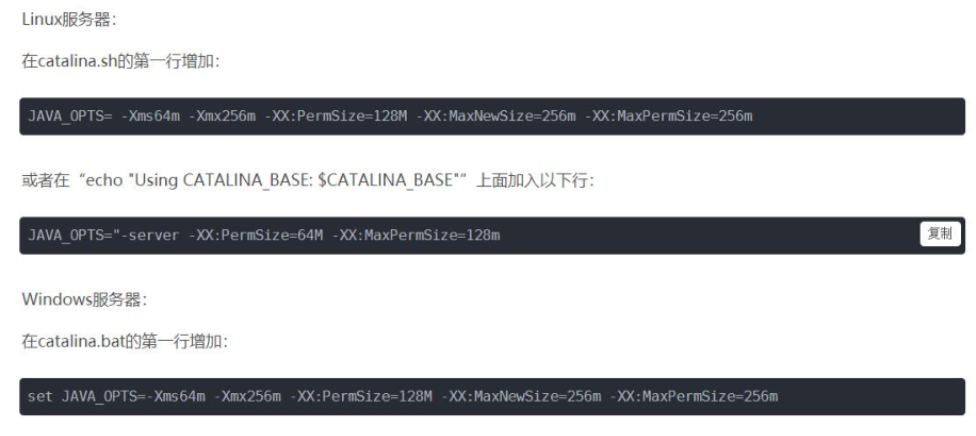 Linux服务器：
在catalina.sh的第一行增加：
JAVA_OPTS= -Xms64m -Xmx256m -XX:PermSize=128M -XX:MaxNewSize=256m -XX:MaxPermSize=256m
或者在“echo "Using CATALINA_BASE: $CATALINA_BASE"”上面加入以下行：
JAVA_OPTS="-server -XX:PermSize=64M -XX:MaxPermSize=128m
复制
Windows服务器：
在catalina.bat的第一行增加：
set JAVA_OPTS=-Xms64m -Xmx256m -XX:PermSize=128M -XX:MaxNewSize=256m -XX:MaxPermSize=256m